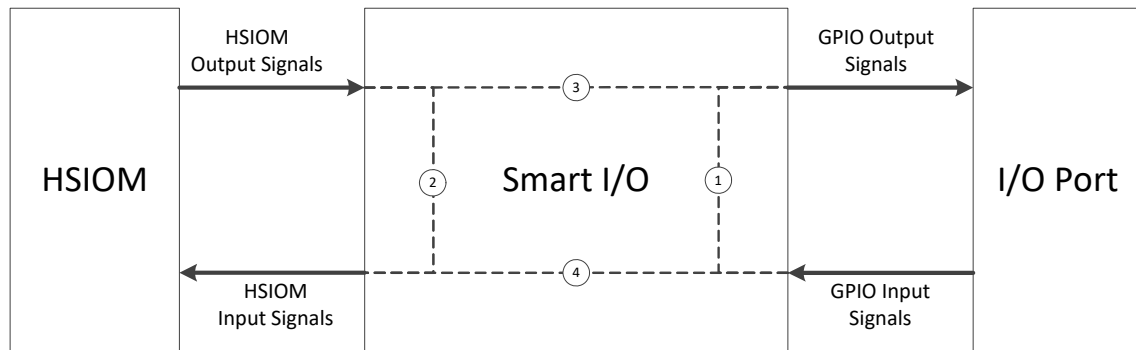 HSIOM
Output Signals
GPIO Output
Signals
3
HSIOM
2
Smart I/O
1
I/O Port
4
HSIOM
Input Signals
GPIO Input
Signals